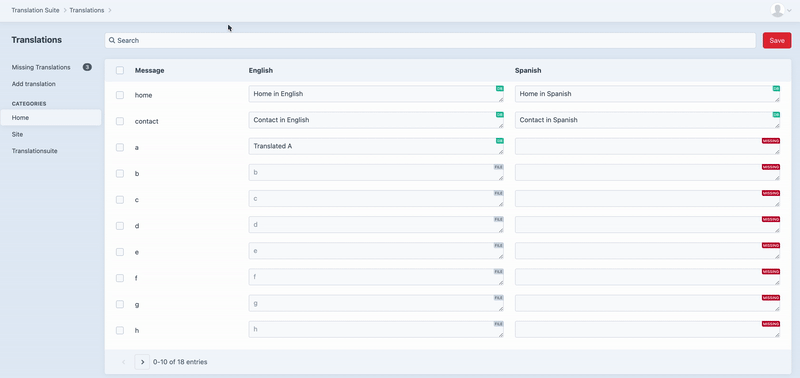 Translation Suite > Translations >
Translations
Search
Save
Missing Translations 3
Add translation
CATEGORIES
Home
Site
Translationsuite
Message English Spanish
home Home in English DB Home in Spanish DB
contact Contact in English DB Contact in Spanish DB
a Translated A DB MISSING
b b FILE MISSING
c c FILE MISSING
d d FILE MISSING
e e FILE MISSING
f f FILE MISSING
g g FILE MISSING
h h FILE MISSING
0-10 of 18 entries